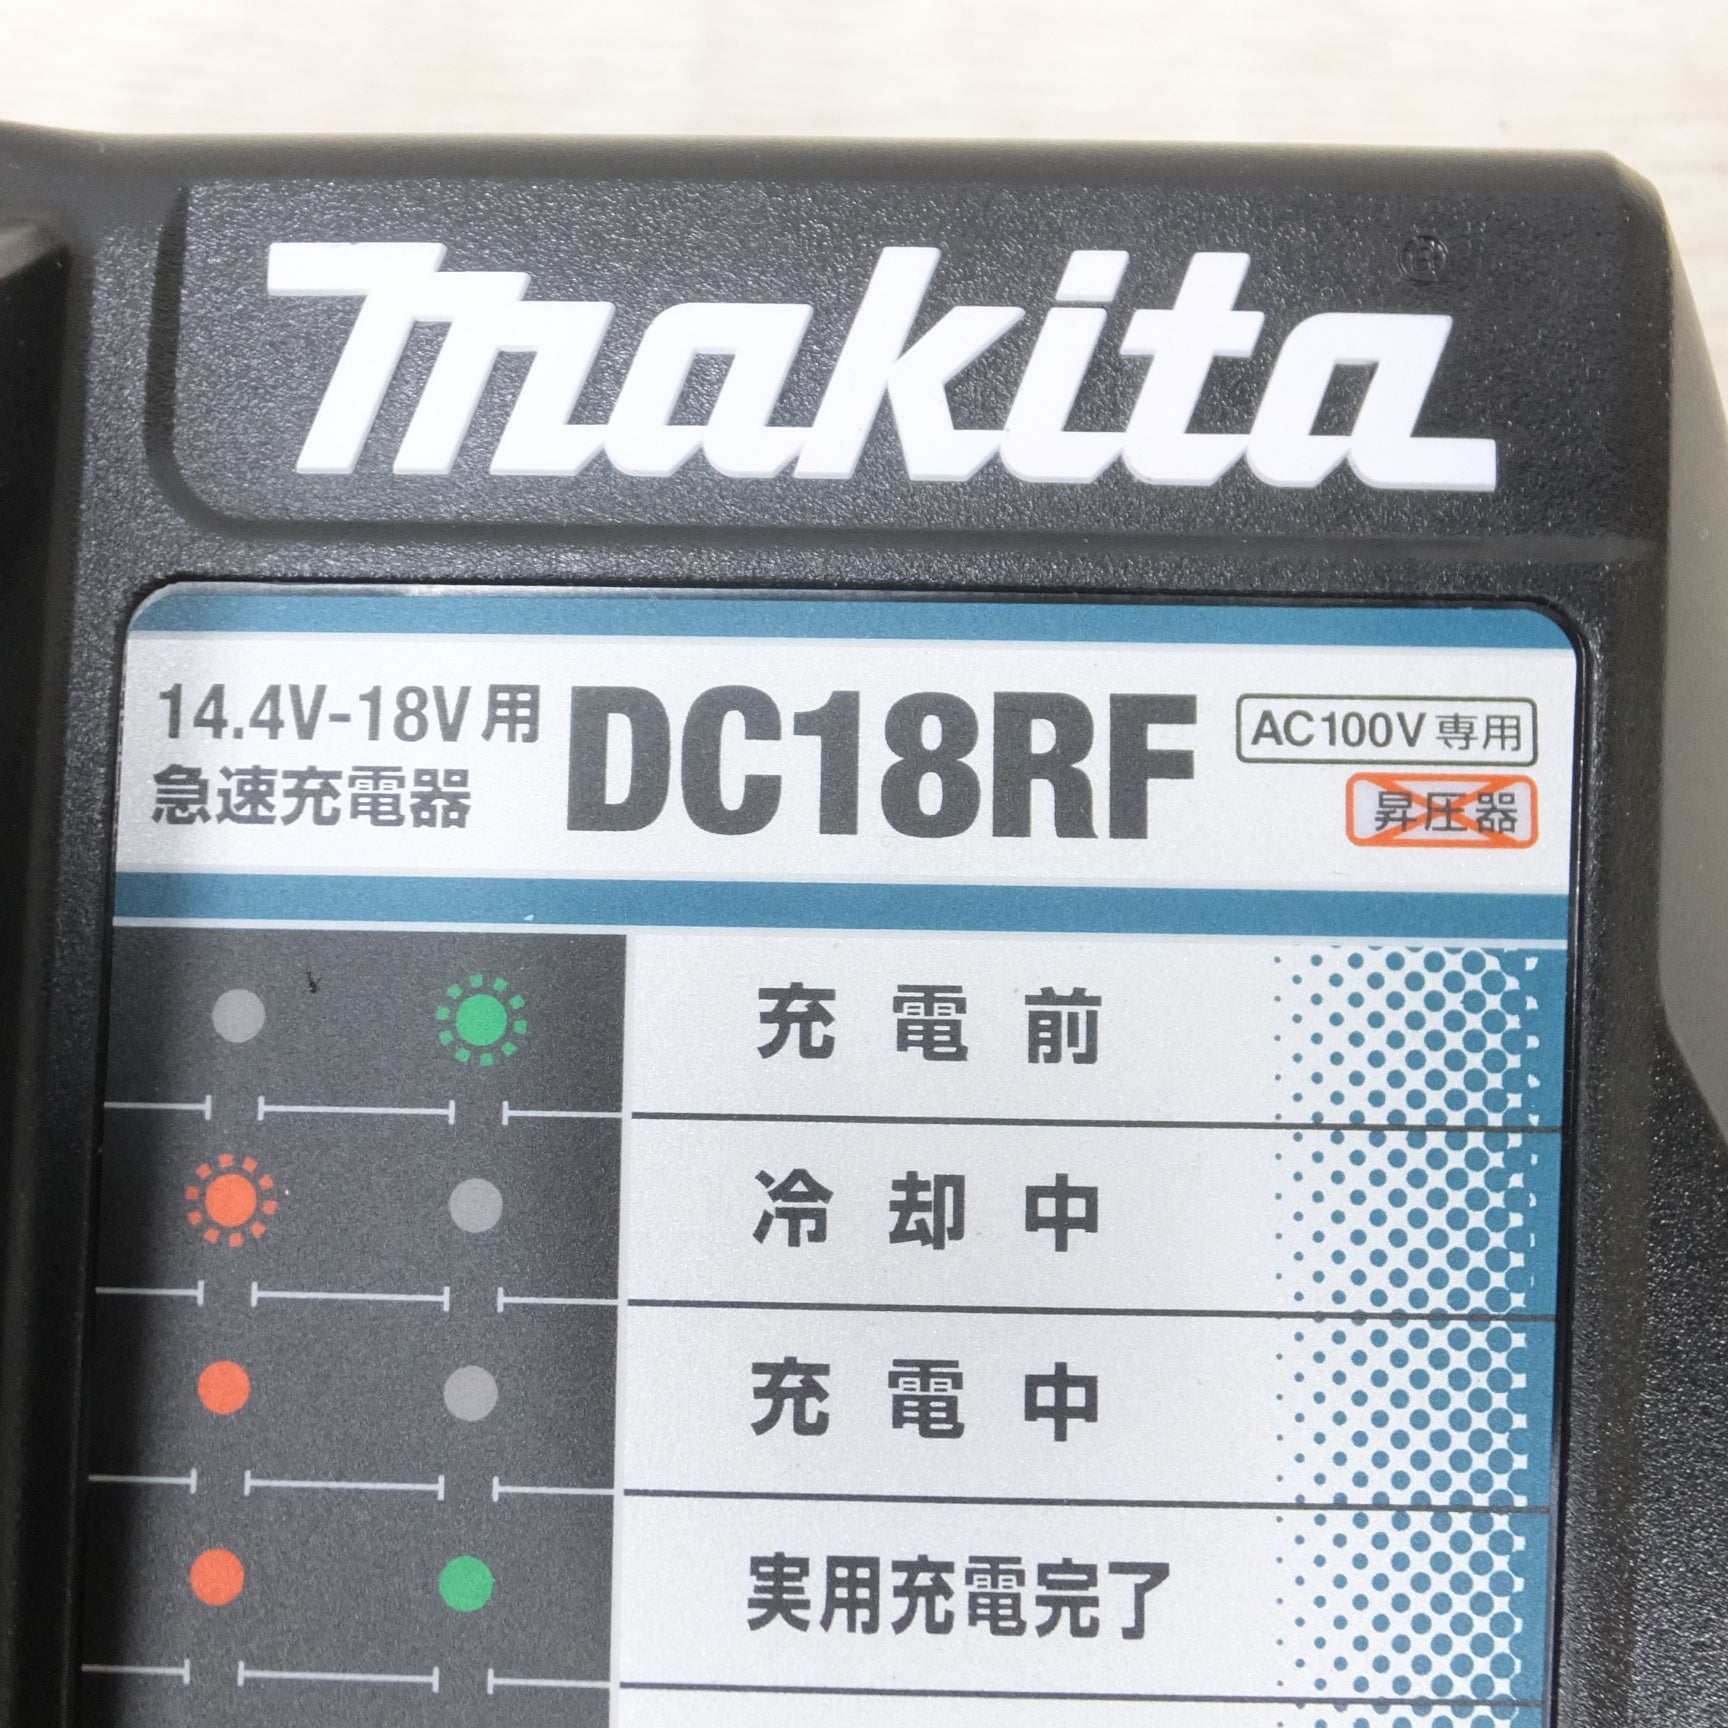 makita ®
14.4V-18V用
急速充電器
DC18RF
AC100V専用
昇圧器
充電前
冷却中
充電中
実用充電完了